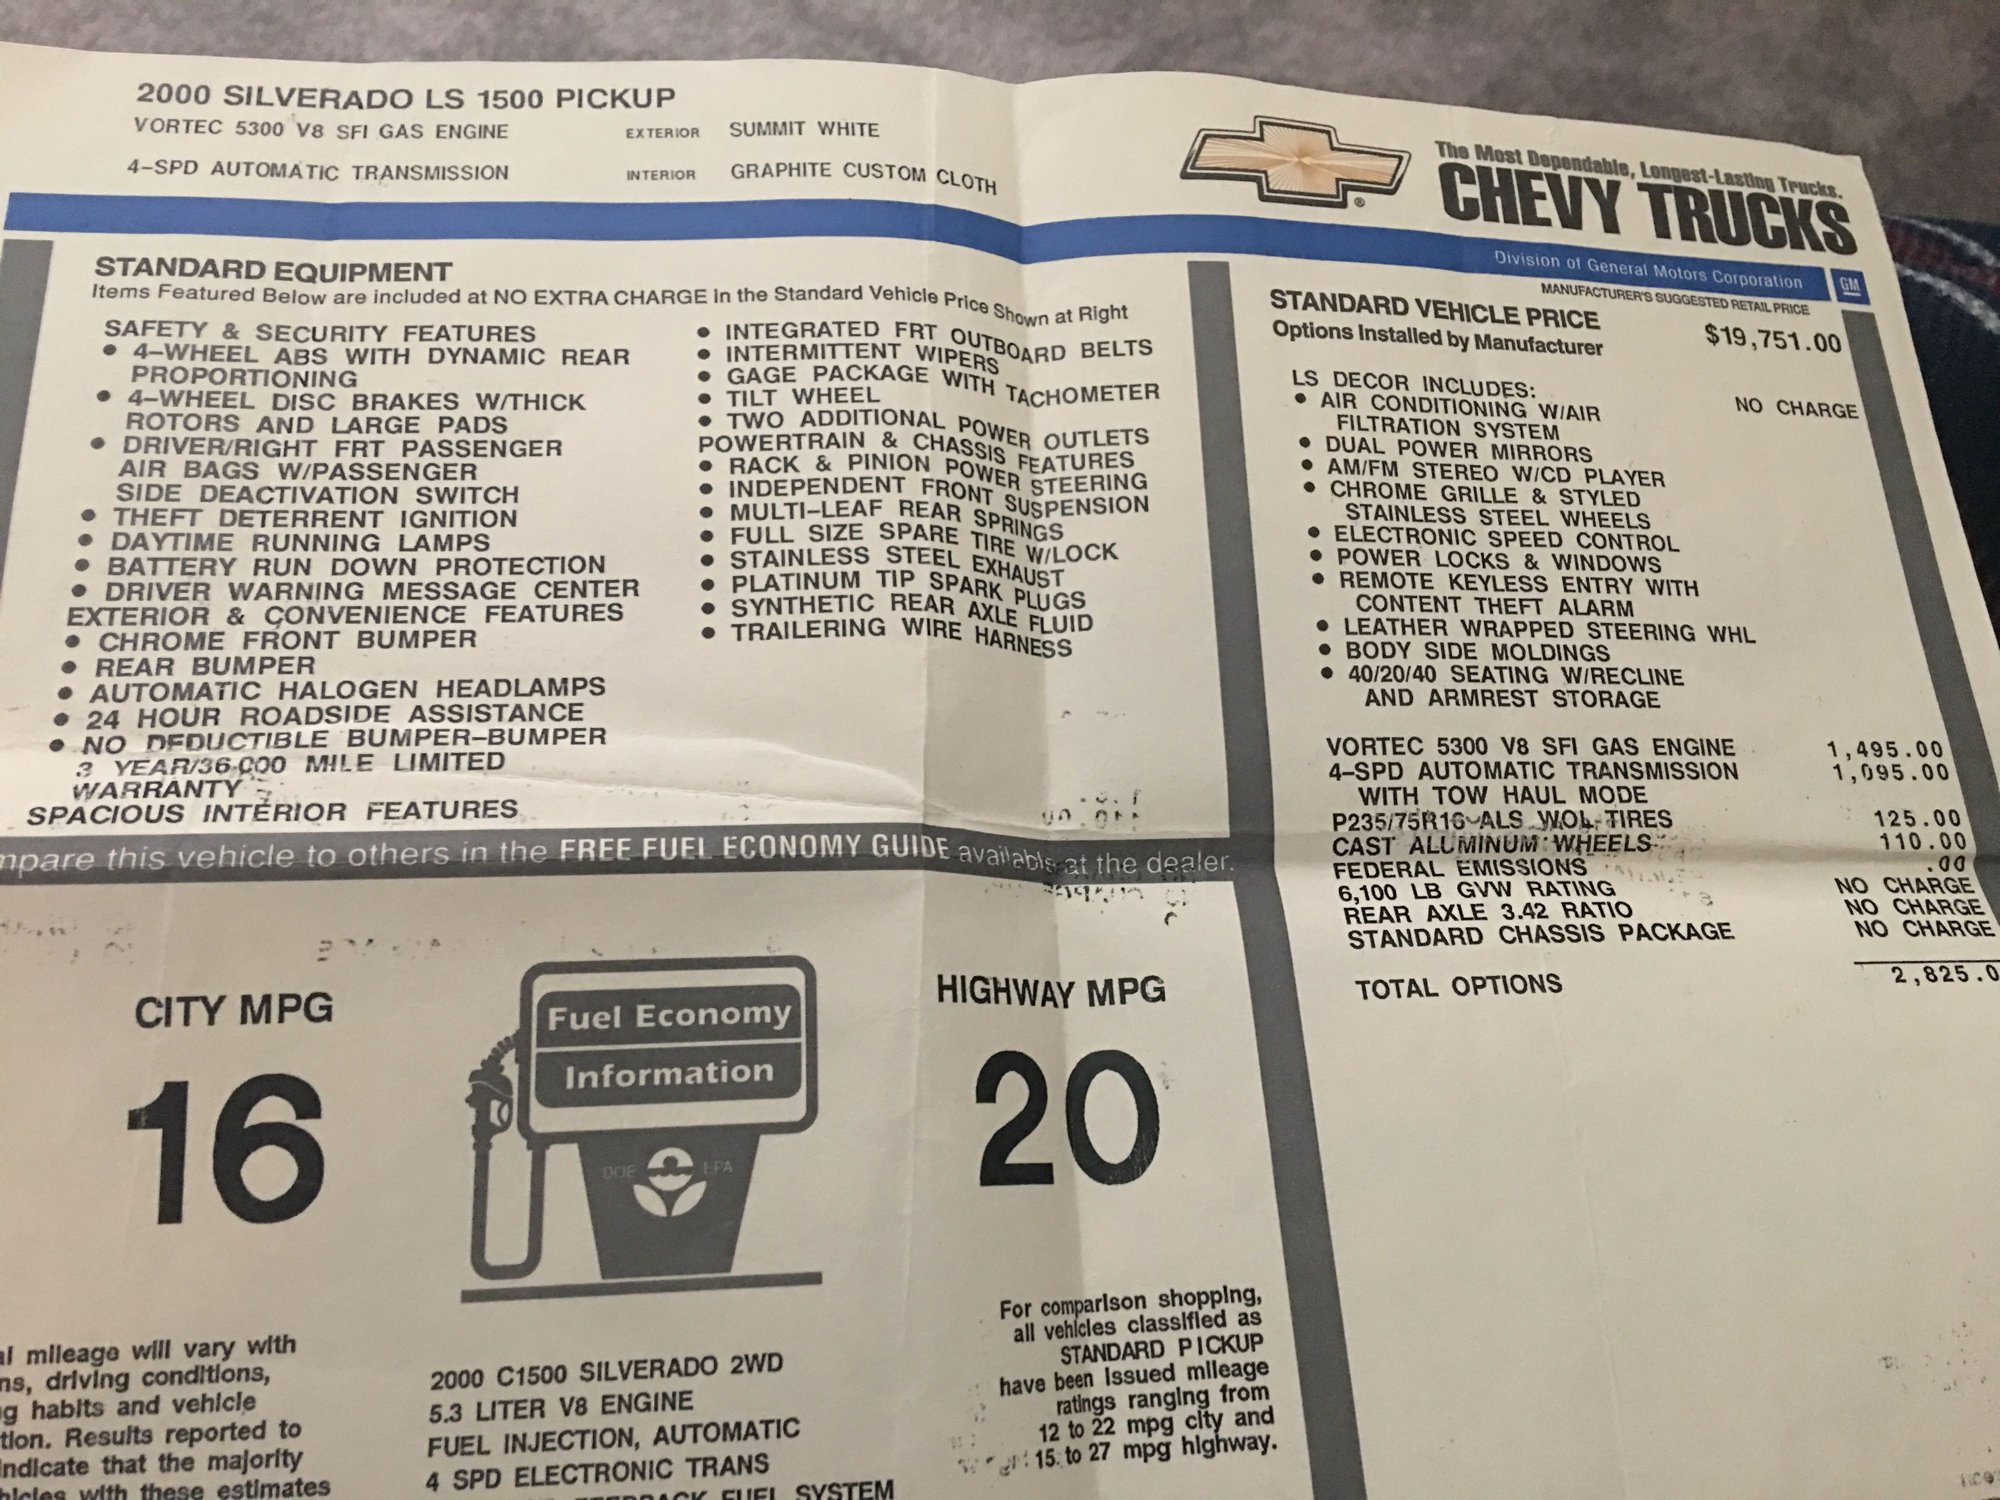 2000 SILVERADO LS 1500 PICKUP
VORTEC 5300 V8 SFI GAS ENGINE
EXTERIOR SUMMIT WHITE
4-SPD AUTOMATIC TRANSMISSION
INTERIOR GRAPHITE CUSTOM CLOTH
The Most Dependable, Longest-Lasting Trucks.
CHEVY TRUCKS
®
Division of General Motors Corporation
GM
STANDARD EQUIPMENT
Items Featured Below are included at NO EXTRA CHARGE in the Standard Vehicle Price Shown at Right
SAFETY & SECURITY FEATURES
• 4-WHEEL ABS WITH DYNAMIC REAR
PROPORTIONING
• 4-WHEEL DISC BRAKES W/THICK
ROTORS AND LARGE PADS
• DRIVER/RIGHT FRT PASSENGER
AIR BAGS W/PASSENGER
SIDE DEACTIVATION SWITCH
• THEFT DETERRENT IGNITION
• DAYTIME RUNNING LAMPS
• BATTERY RUN DOWN PROTECTION
• DRIVER WARNING MESSAGE CENTER
EXTERIOR & CONVENIENCE FEATURES
• CHROME FRONT BUMPER
• REAR BUMPER
• AUTOMATIC HALOGEN HEADLAMPS
• 24 HOUR ROADSIDE ASSISTANCE
• NO DEDUCTIBLE BUMPER-BUMPER
3 YEAR/36,000 MILE LIMITED
WARRANTY
SPACIOUS INTERIOR FEATURES
• INTEGRATED FRT OUTBOARD BELTS
• INTERMITTENT WIPERS
• GAGE PACKAGE WITH TACHOMETER
• TILT WHEEL
• TWO ADDITIONAL POWER OUTLETS
POWERTRAIN & CHASSIS FEATURES
• RACK & PINION POWER STEERING
• INDEPENDENT FRONT SUSPENSION
• MULTI-LEAF REAR SPRINGS
• FULL SIZE SPARE TIRE W/LOCK
• STAINLESS STEEL EXHAUST
• PLATINUM TIP SPARK PLUGS
• SYNTHETIC REAR AXLE FLUID
• TRAILERING WIRE HARNESS
MANUFACTURER'S SUGGESTED RETAIL PRICE
STANDARD VEHICLE PRICE $19,751.00
Options Installed by Manufacturer
LS DECOR INCLUDES: NO CHARGE
• AIR CONDITIONING W/AIR
FILTRATION SYSTEM
• DUAL POWER MIRRORS
• AM/FM STEREO W/CD PLAYER
• CHROME GRILLE & STYLED
STAINLESS STEEL WHEELS
• ELECTRONIC SPEED CONTROL
• POWER LOCKS & WINDOWS
• REMOTE KEYLESS ENTRY WITH
CONTENT THEFT ALARM
• LEATHER WRAPPED STEERING WHL
• BODY SIDE MOLDINGS
• 40/20/40 SEATING W/RECLINE
AND ARMREST STORAGE
VORTEC 5300 V8 SFI GAS ENGINE 1,495.00
4-SPD AUTOMATIC TRANSMISSION 1,095.00
WITH TOW HAUL MODE
P235/75R16 ALS WOL TIRES 125.00
CAST ALUMINUM WHEELS 110.00
FEDERAL EMISSIONS .00
6,100 LB GVW RATING NO CHARGE
REAR AXLE 3.42 RATIO NO CHARGE
STANDARD CHASSIS PACKAGE NO CHARGE
TOTAL OPTIONS 2,825.0
mpare this vehicle to others in the FREE FUEL ECONOMY GUIDE available at the dealer.
CITY MPG
16
Fuel Economy
Information
DOE EPA
HIGHWAY MPG
20
al mileage will vary with
ns, driving conditions,
g habits and vehicle
tion. Results reported to
indicate that the majority
hicles with these estimates
2000 C1500 SILVERADO 2WD
5.3 LITER V8 ENGINE
FUEL INJECTION, AUTOMATIC
4 SPD ELECTRONIC TRANS
FEEDBACK FUEL SYSTEM
For comparison shopping,
all vehicles classified as
STANDARD PICKUP
have been issued mileage
ratings ranging from
12 to 22 mpg city and
15 to 27 mpg highway.